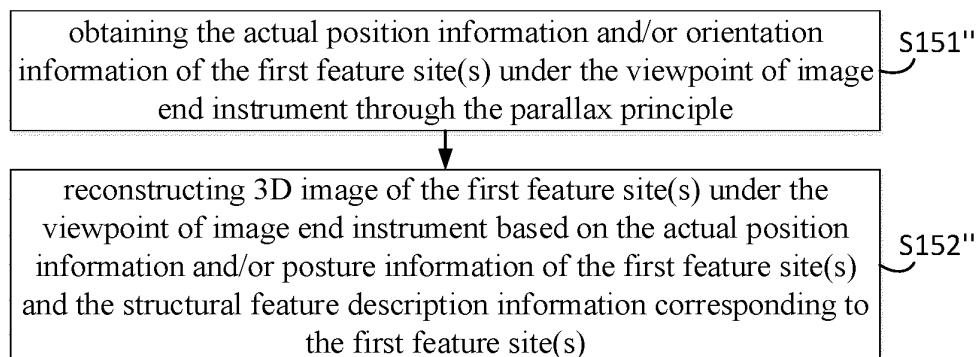 obtaining the actual position information and/or orientation
information of the first feature site(s) under the viewpoint of image
end instrument through the parallax principle
S151''
reconstructing 3D image of the first feature site(s) under the
viewpoint of image end instrument based on the actual position
information and/or posture information of the first feature site(s)
and the structural feature description information corresponding to
the first feature site(s)
S152''